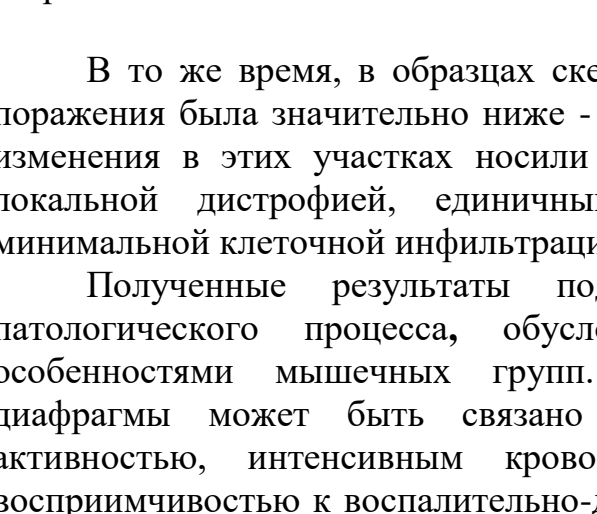 В то же время, в образцах ске
поражения была значительно ниже -
изменения в этих участках носили
локальной дистрофией, единичны
минимальной клеточной инфильтраци
Полученные результаты под
патологического процесса, обусло
особенностями мышечных групп.
диафрагмы может быть связано
активностью, интенсивным крово
восприимчивостью к воспалительно-д